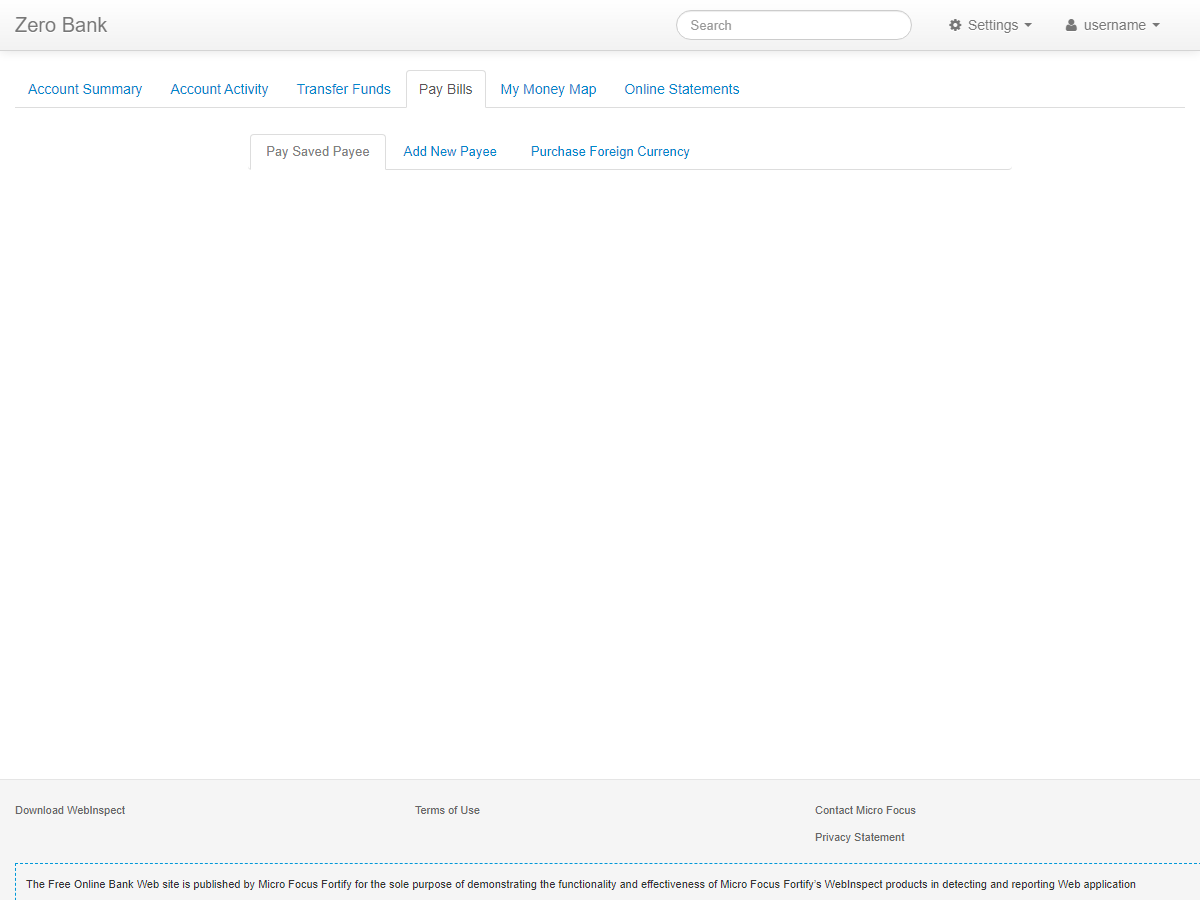 Zero Bank
Search
Settings
username
Account Summary
Account Activity
Transfer Funds
Pay Bills
My Money Map
Online Statements
Pay Saved Payee
Add New Payee
Purchase Foreign Currency
Download WebInspect
Terms of Use
Contact Micro Focus
Privacy Statement
The Free Online Bank Web site is published by Micro Focus Fortify for the sole purpose of demonstrating the functionality and effectiveness of Micro Focus Fortify's WebInspect products in detecting and reporting Web application